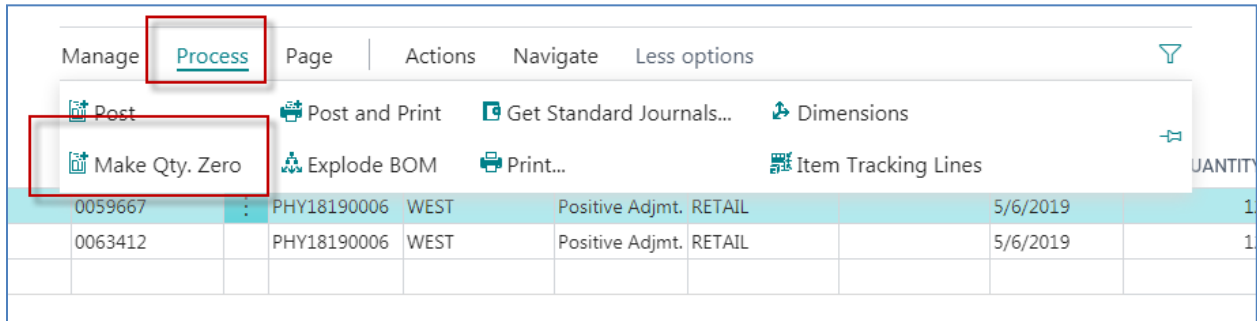 Manage Process Page Actions Navigate Less options
Post Post and Print Get Standard Journals... Dimensions
Make Qty. Zero Explode BOM Print... Item Tracking Lines
UANTITY
0059667 PHY18190006 WEST Positive Adjmt. RETAIL 5/6/2019 1
0063412 PHY18190006 WEST Positive Adjmt. RETAIL 5/6/2019 1